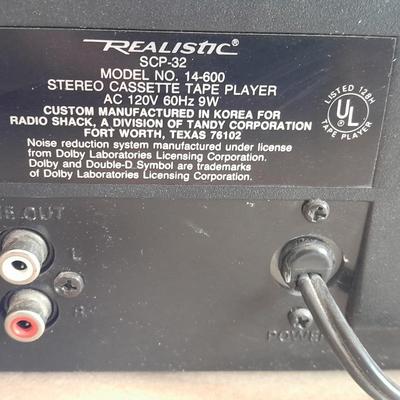 REALISTIC®
SCP-32
MODEL NO. 14-600
STEREO CASSETTE TAPE PLAYER
AC 120V 60Hz 9W
CUSTOM MANUFACTURED IN KOREA FOR
RADIO SHACK, A DIVISION OF TANDY CORPORATION
FORT WORTH, TEXAS 76102
Noise reduction system manufactured under license
from Dolby Laboratories Licensing Corporation.
Dolby and Double-D Symbol are trademarks
of Dolby Laboratories Licensing Corporation.
LISTED 128H
UL
®
TAPE PLAYER
OUT
L
R
POWER